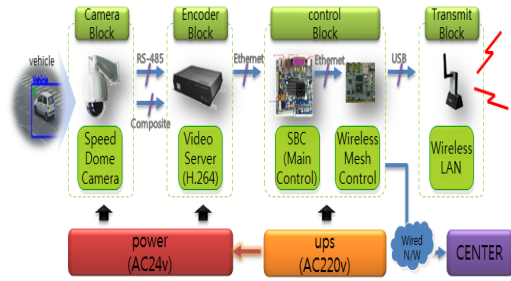 Camera
Block
Encoder
Block
control
Block
Transmit
Block
vehicle
Vehicle
RS-485
Composite
Ethernet
Ethernet
USB
Speed
Dome
Camera
Video
Server
(H.264)
SBC
(Main
Control)
Wireless
Mesh
Control
Wireless
LAN
power
(AC24v)
ups
(AC220v)
Wired
N/W
CENTER